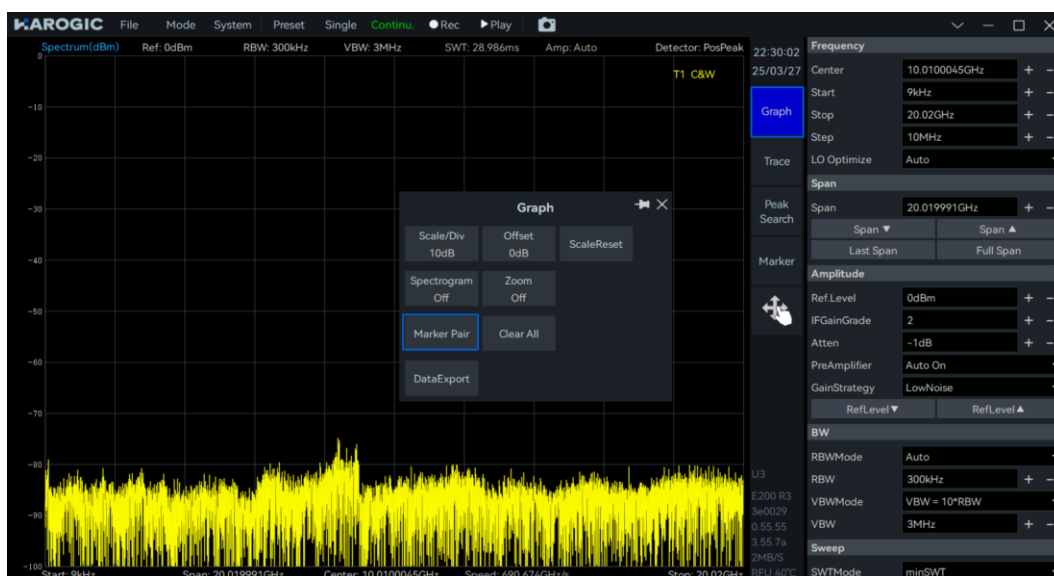 HAROGIC File Mode System Preset Single Continu. Rec Play
Spectrum(dBm) Ref: 0dBm RBW: 300kHz VBW: 3MHz SWT: 28.986ms Amp: Auto Detector: PosPeak
T1 C&W
0
-10
-20
-30
-40
-50
-60
-70
-80
-90
-100
Start: 9kHz Span: 20.019991GHz Center: 10.0100045GHz Speed: 690.674GHz/s Stop: 20.02GHz
Graph
Scale/Div Offset ScaleReset
10dB 0dB
Spectrogram Zoom
Off Off
Marker Pair Clear All
DataExport
22:30:02
25/03/27
Graph
Trace
Peak
Search
Marker
U3
E200 R3
3e0029
0.55.55
3.55.7a
2MB/S
RFU 40°C
Frequency
Center 10.0100045GHz + −
Start 9kHz + −
Stop 20.02GHz + −
Step 10MHz + −
LO Optimize Auto
Span
Span 20.019991GHz + −
Span ▼ Span ▲
Last Span Full Span
Amplitude
Ref.Level 0dBm + −
IFGainGrade 2 + −
Atten -1dB + −
PreAmplifier Auto On
GainStrategy LowNoise
RefLevel▼ RefLevel▲
BW
RBWMode Auto
RBW 300kHz + −
VBWMode VBW = 10*RBW
VBW 3MHz + −
Sweep
SWTMode minSWT